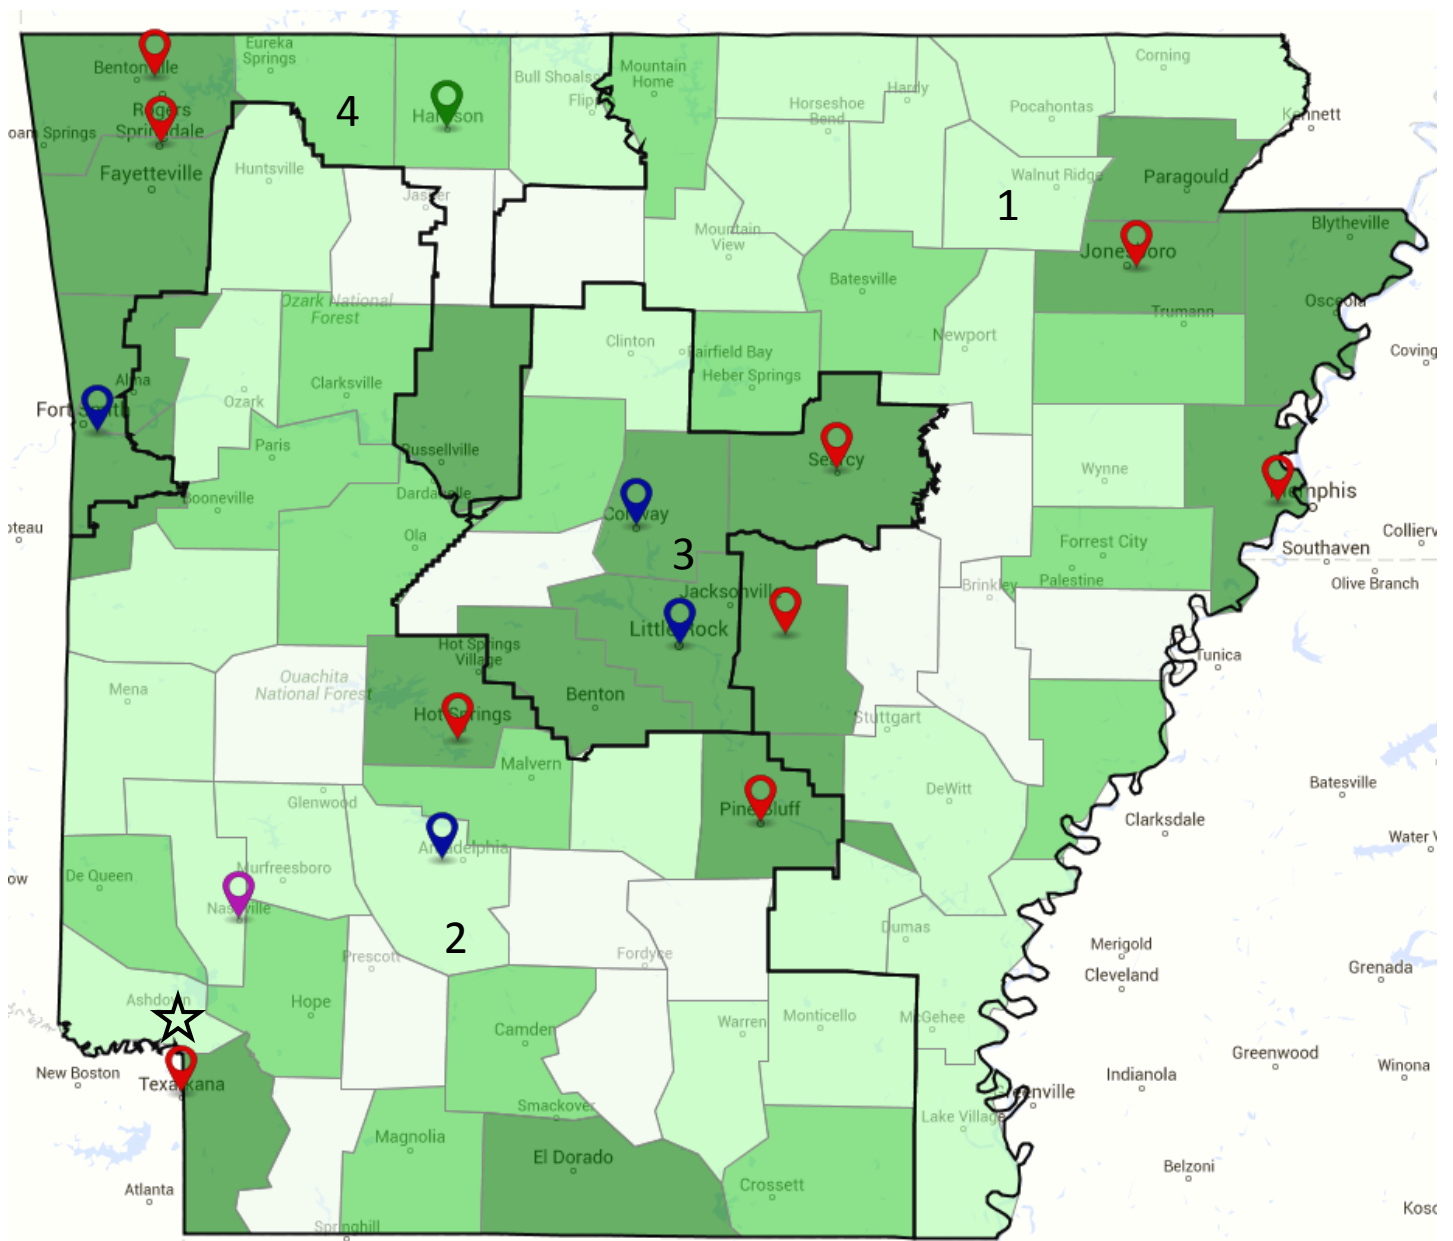 Eureka
Springs
Bentonville
Bull Shoals
Flipp
Mountain
Home
Corning
4
Harrison
Hardy
Horseshoe
Bend
Pocahontas
Kennett
Rogers
oam Springs
Springdale
Fayetteville
Huntsville
Jasper
1
Walnut Ridge
Paragould
Mountain
View
Blytheville
Jonesboro
Batesville
Ozark National
Forest
Osceola
Trumann
Newport
Clinton
Fairfield Bay
Heber Springs
Coving
Alma
Clarksville
Ozark
Fort Smith
Paris
Russellville
Searcy
Wynne
Booneville
Dardanelle
Memphis
Conway
oteau
Ola
Collierv
Forrest City
Southaven
3
Palestine
Olive Branch
Brinkley
Jacksonville
Little Rock
Hot Springs
Village
Tunica
Ouachita
National Forest
Mena
Benton
Hot Springs
Stuttgart
Malvern
Batesville
Glenwood
DeWitt
Pine Bluff
Clarksdale
Arkadelphia
Water V
De Queen
Murfreesboro
ow
Nashville
2
Dumas
Merigold
Prescott
Fordyce
Cleveland
Grenada
Ashdown
Hope
Camden
Warren
Monticello
McGehee
Greenwood
New Boston
Texarkana
Indianola
Winona
Greenville
Smackover
Lake Village
Magnolia
El Dorado
Belzoni
Atlanta
Crossett
Kosc
Springhill